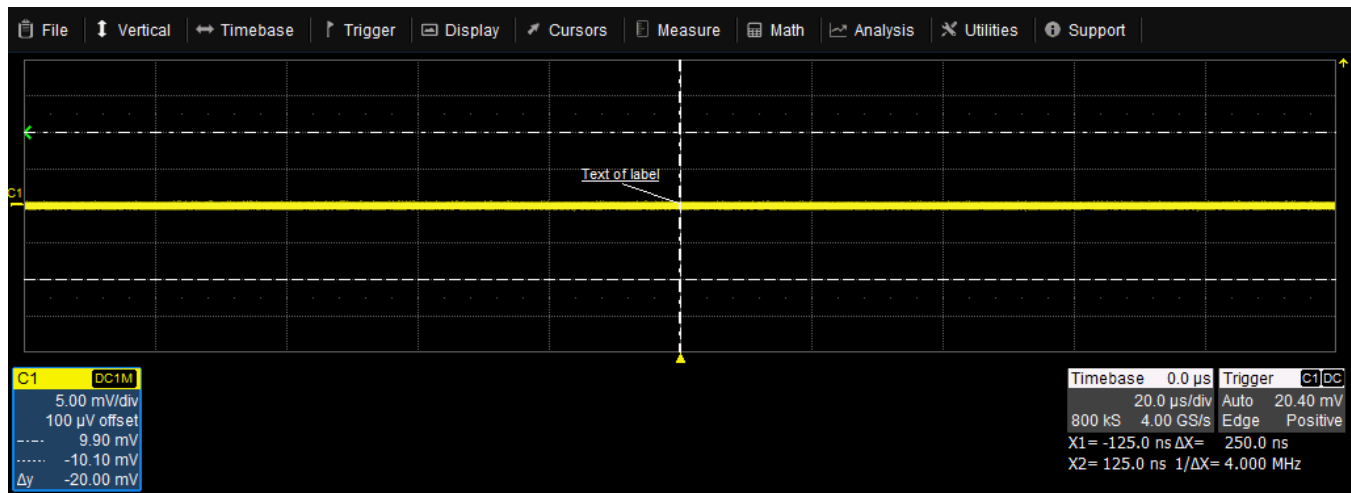 File Vertical Timebase Trigger Display Cursors Measure Math Analysis Utilities Support
Text of label
C1
C1 DC1M
5.00 mV/div
100 µV offset
9.90 mV
-10.10 mV
Δy -20.00 mV
Timebase 0.0 µs
20.0 µs/div
800 kS 4.00 GS/s
Trigger C1 DC
Auto 20.40 mV
Edge Positive
X1= -125.0 ns ΔX= 250.0 ns
X2= 125.0 ns 1/ΔX= 4.000 MHz